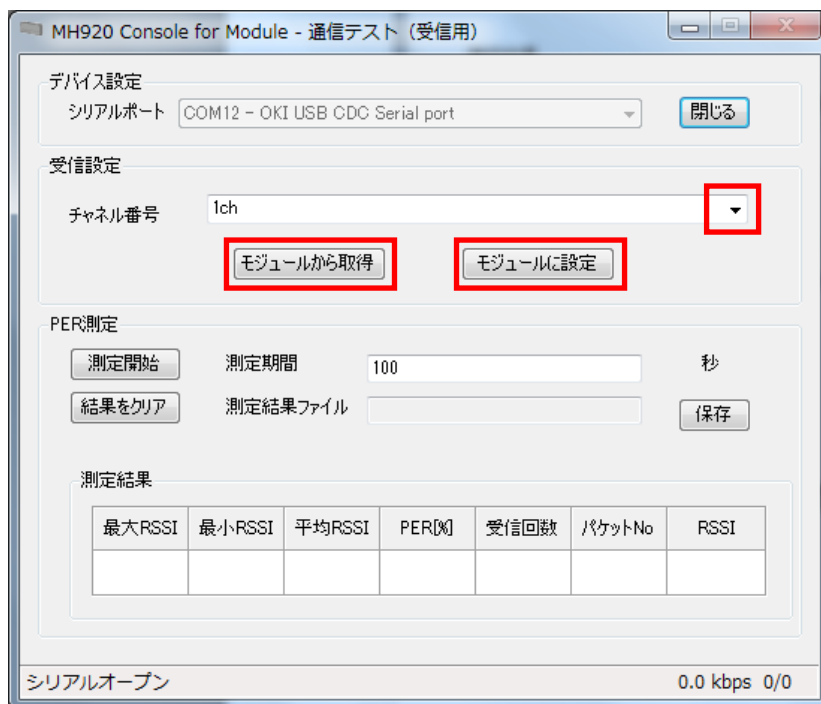 MH920 Console for Module - 通信テスト（受信用）
デバイス設定
シリアルポート COM12 - OKI USB CDC Serial port 閉じる
受信設定
チャネル番号 1ch
モジュールから取得 モジュールに設定
PER測定
測定開始 測定期間 100 秒
結果をクリア 測定結果ファイル 保存
測定結果
最大RSSI 最小RSSI 平均RSSI PER[%] 受信回数 パケットNo RSSI
シリアルオープン 0.0 kbps 0/0